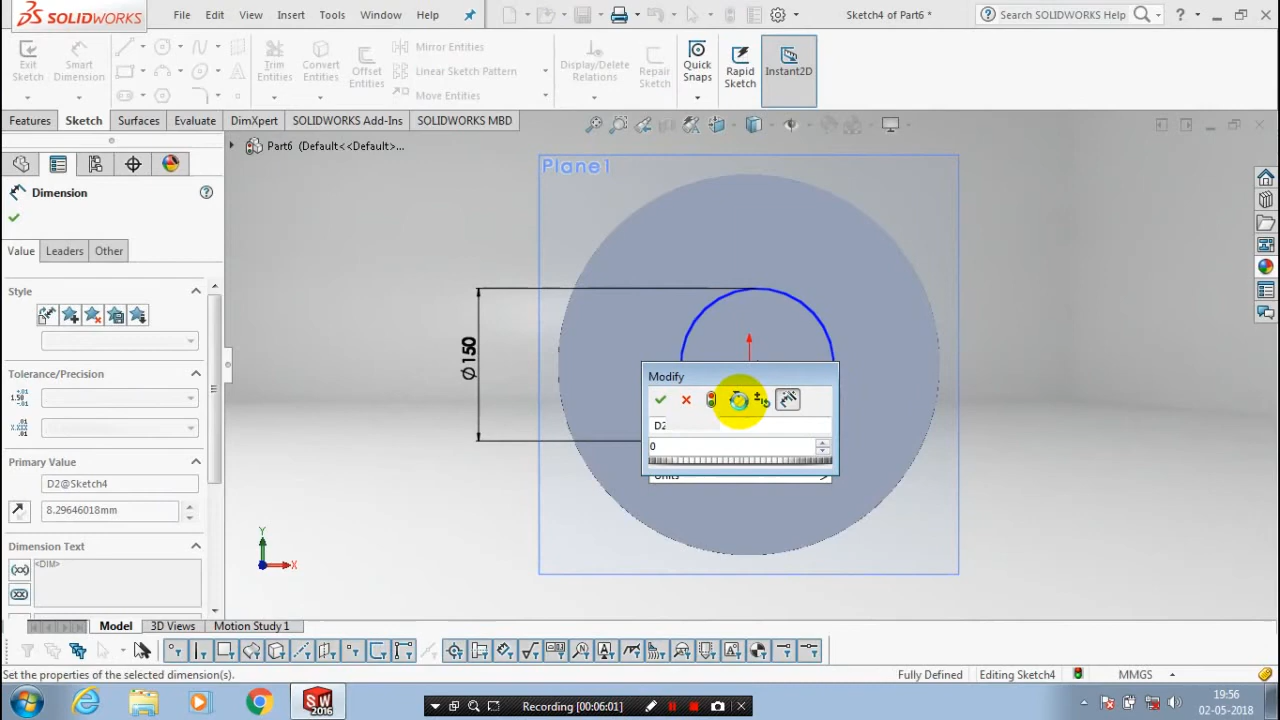 SOLIDWORKS
File Edit View Insert Tools Window Help
Sketch4 of Part6 *
Search SOLIDWORKS Help
?
Exit Sketch
Smart Dimensions
Trim Entities
Convert Entities
Offset Entities
Mirror Entities
Linear Sketch Pattern
Move Entities
Display/Delete Relations
Repair Sketch
Quick Snaps
Rapid Sketch
Instant2D
Features Sketch Surfaces Evaluate DimXpert SOLIDWORKS Add-Ins SOLIDWORKS MBD
Part6 (Default<<Default>...
Dimension
Value Leaders Other
Style
Tolerance/Precision
Primary Value
D2@Sketch4
8.29646018mm
Dimension Text
<DIM>
Plane1
Ø150
Modify
D2
0
Units
Y
X
Model 3D Views Motion Study 1
Set the properties of the selected dimension(s).
Fully Defined Editing Sketch4 MMGS
SW 2016
Recording [00:06:01]
19:56
02-05-2018